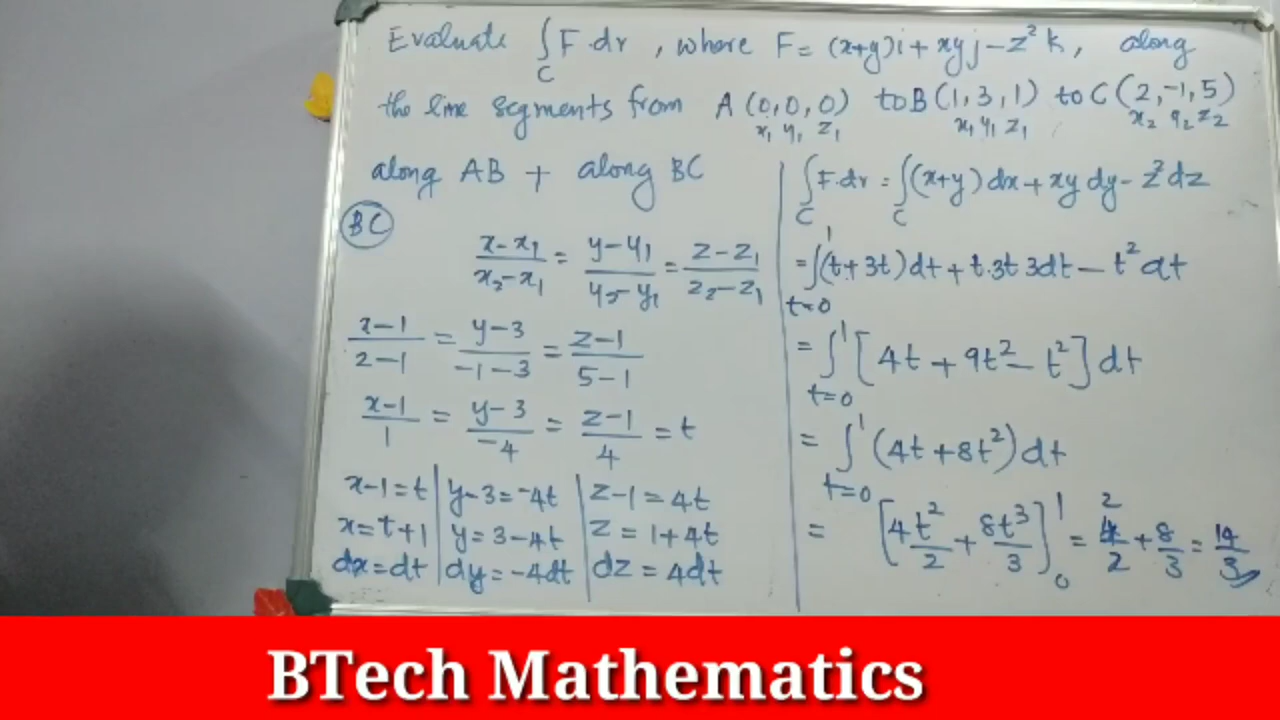 Evaluate ∫_C F.dr , where F = (x+y)i + xyj - z²k, along
the line segments from A(0,0,0) to B(1,3,1) to C(2,-1,5)
x₁ y₁ z₁ x₁ y₁ z₁ x₂ y₂ z₂
along AB + along BC
BC
(x-x₁)/(x₂-x₁) = (y-y₁)/(y₂-y₁) = (z-z₁)/(z₂-z₁)
(x-1)/(2-1) = (y-3)/(-1-3) = (z-1)/(5-1)
(x-1)/1 = (y-3)/-4 = (z-1)/4 = t
x-1=t | y-3=-4t | z-1=4t
x=t+1 | y=3-4t | z=1+4t
dx=dt | dy=-4dt | dz=4dt
∫_C F.dr = ∫_C (x+y)dx + xy dy - z²dz
= ∫_{t=0}^1 (t+3t)dt + t.3t 3dt - t² dt
= ∫_{t=0}^1 [4t + 9t² - t²] dt
= ∫_{t=0}^1 (4t+8t²)dt
= [4t²/2 + 8t³/3]_0^1 = 4/2 2 + 8/3 = 14/3
BTech Mathematics